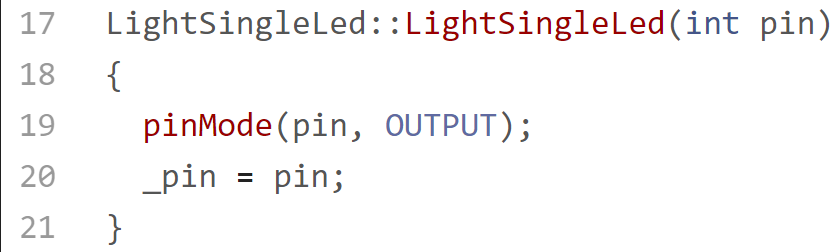 17 LightSingleLed::LightSingleLed(int pin)
18 {
19   pinMode(pin, OUTPUT);
20   _pin = pin;
21 }